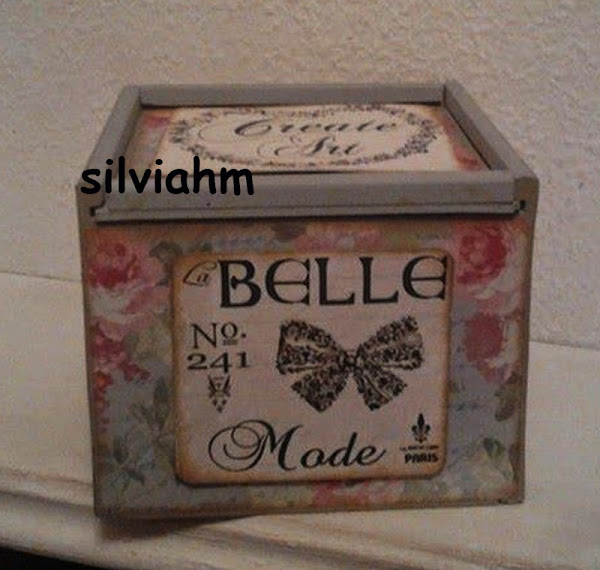 Create
Art
silviahm
La BELLE
No.
241
Mode
PARIS